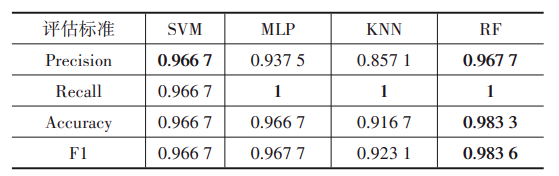 评估标准 SVM MLP KNN RF
Precision 0.966 7 0.937 5 0.857 1 0.967 7
Recall 0.966 7 1 1 1
Accuracy 0.966 7 0.966 7 0.916 7 0.983 3
F1 0.966 7 0.967 7 0.923 1 0.983 6